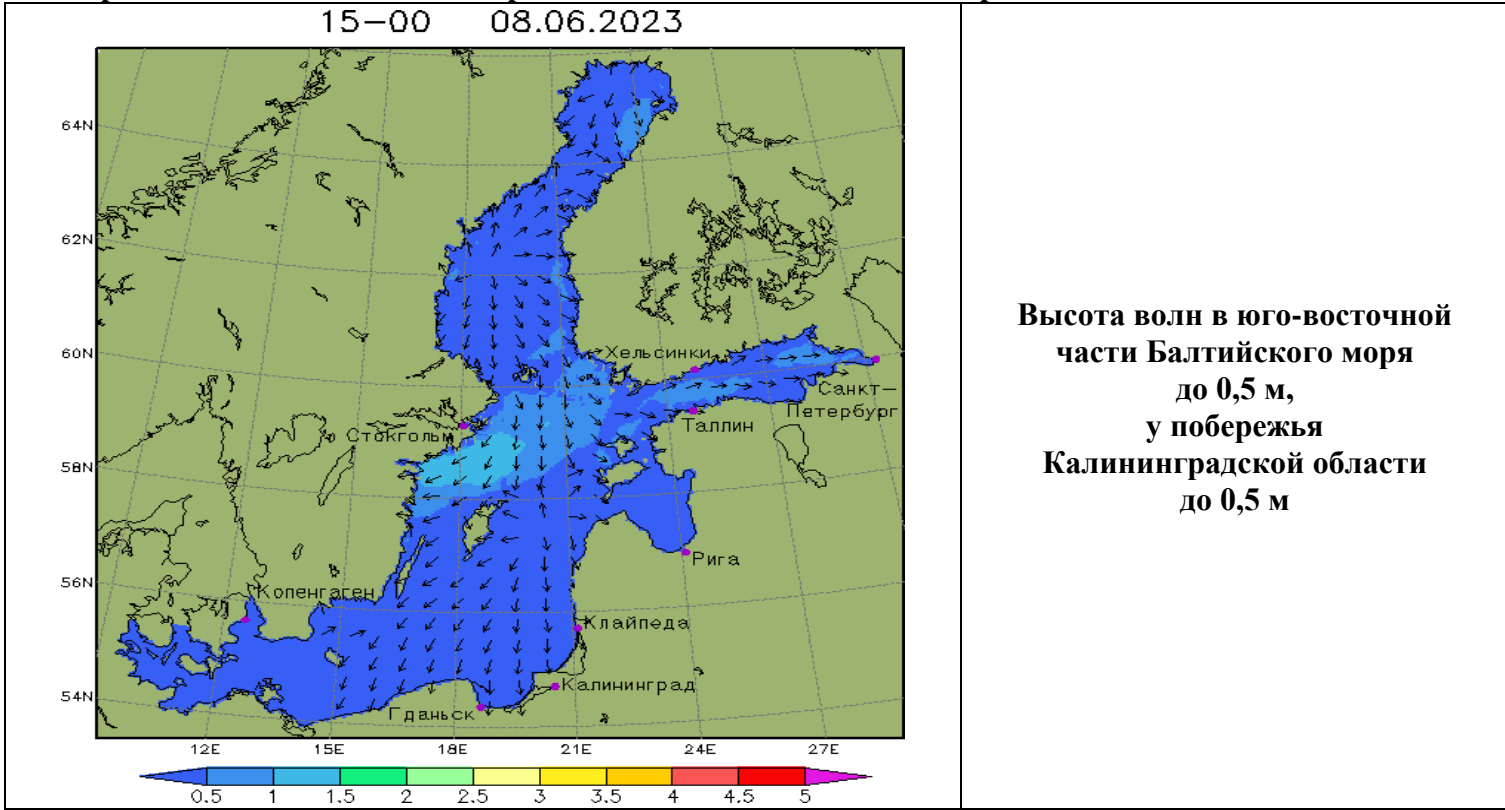 15-00 08.06.2023
64N
62N
60N
58N
56N
54N
Хельсинки
Санкт-
Петербург
Таллин
Стокгольм
Рига
Копенгаген
Клайпеда
Калининград
Гданьск
12E 15E 18E 21E 24E 27E
0.5 1 1.5 2 2.5 3 3.5 4 4.5 5
Высота волн в юго-восточной
части Балтийского моря
до 0,5 м,
у побережья
Калининградской области
до 0,5 м